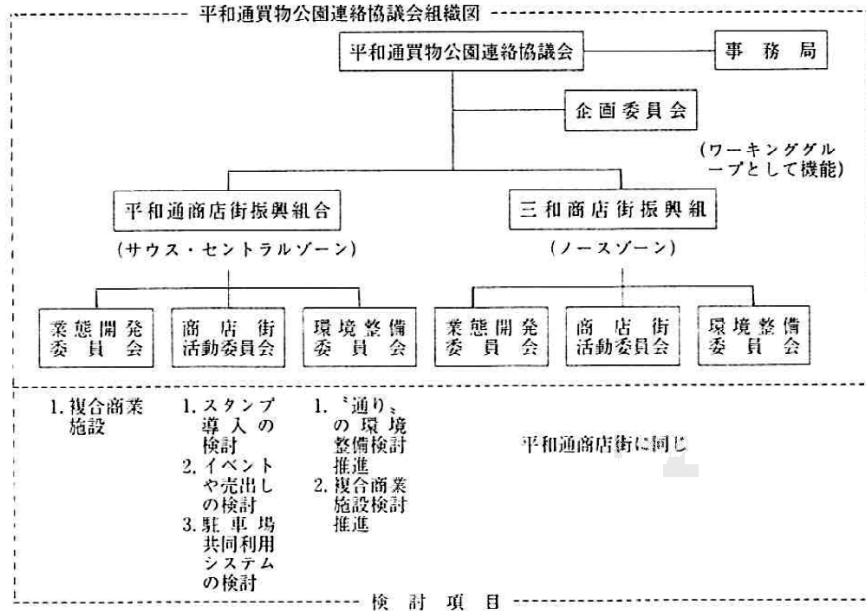 平和通買物公園連絡協議会組織図
平和通買物公園連絡協議会
事務局
企画委員会
(ワーキンググル
ープとして機能)
平和通商店街振興組合
三和商店街振興組
(サウス・セントラルゾーン)
(ノースゾーン)
業態開発
委員会
商店街
活動委員会
環境整備
委員会
業態開発
委員会
商店街
活動委員会
環境整備
委員会
1. 複合商業
施設
1. スタンプ
導入の
検討
2. イベント
や売出し
の検討
3. 駐車場
共同利用
システム
の検討
1. 〝通り〟
の環境
整備検討
推進
2. 複合商業
施設検討
推進
平和通商店街に同じ
検討項目